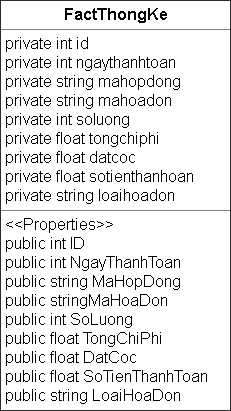 FactThongKe
private int id
private int ngaythanhtoan
private string mahopdong
private string mahoadon
private int soluong
private float tongchiphi
private float datcoc
private float sotienthanhoan
private string loaihoadon
<<Properties>>
public int ID
public int NgayThanhToan
public string MaHopDong
public stringMaHoaDon
public int SoLuong
public float TongChiPhi
public float DatCoc
public float SoTienThanhToan
public string LoaiHoaDon